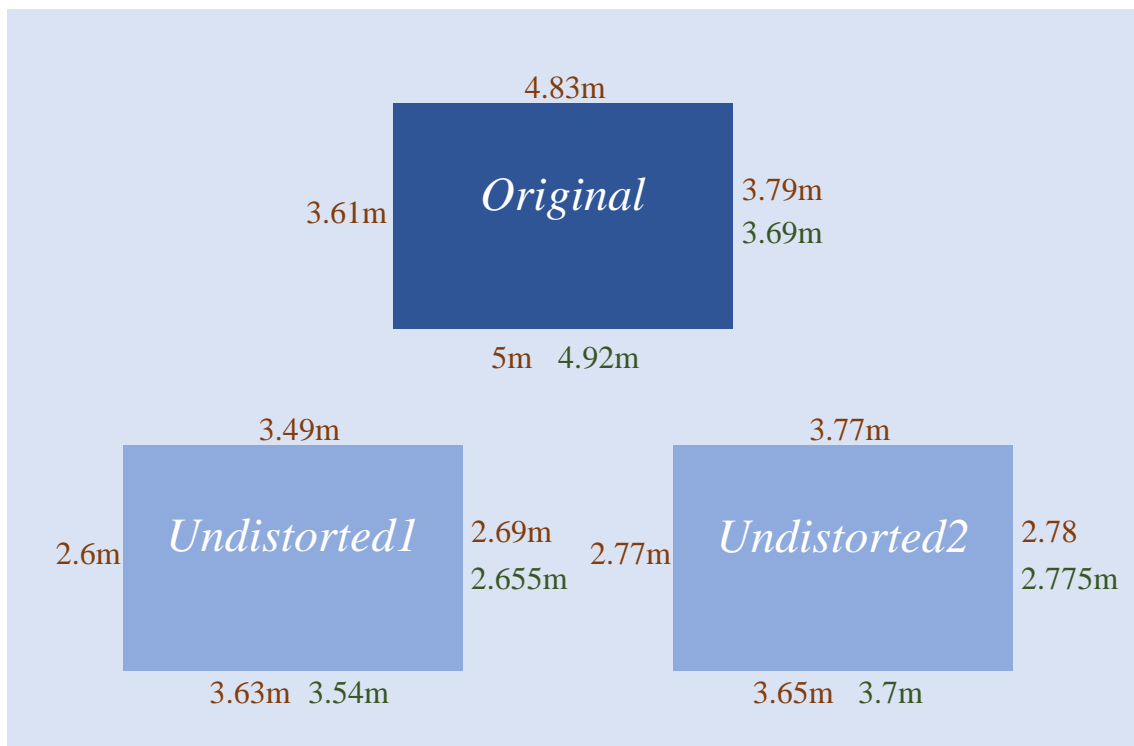 4.83m
Original
3.61m
3.79m
3.69m
5m 4.92m
3.49m
Undistorted1
2.6m
2.69m
2.655m
3.63m 3.54m
3.77m
Undistorted2
2.77m
2.78
2.775m
3.65m 3.7m